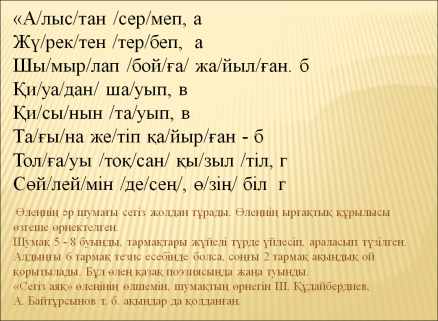 «А/лыс/тан /сер/меп, а
Жү/рек/тен /тер/беп,  а
Шы/мыр/лап /бой/ға/ жа/йыл/ған. б
Қи/уа/дан/ ша/уып, в
Қи/сы/нын /та/уып, в
Та/ғы/на же/тіп қа/йыр/ған - б
Тол/ға/уы /тоқ/сан/ қы/зыл /тіл, г
Сөй/лей/мін /де/сең/, ө/зің/ біл  г
Өлеңнің әр шумағы сегіз жолдан тұрады. Өлеңнің ырғақтық құрылысы
өзгеше өрнектелген.
Шумақ 5 - 8 буынды, тармақтары жүйелі түрде үйлесіп, араласып түзілген.
Алдыңғы 6 тармақ тезис есебінде болса, соңғы 2 тармақ ақындық ой
қорытылады. Бұл өлең қазақ поэзиясында жаңа туынды.
«Сегіз аяқ» өлеңінің өлшемін, шумақтың өрнегін Ш. Құдайбердиев,
А. Байтұрсынов т. б. ақындар да қолданған.